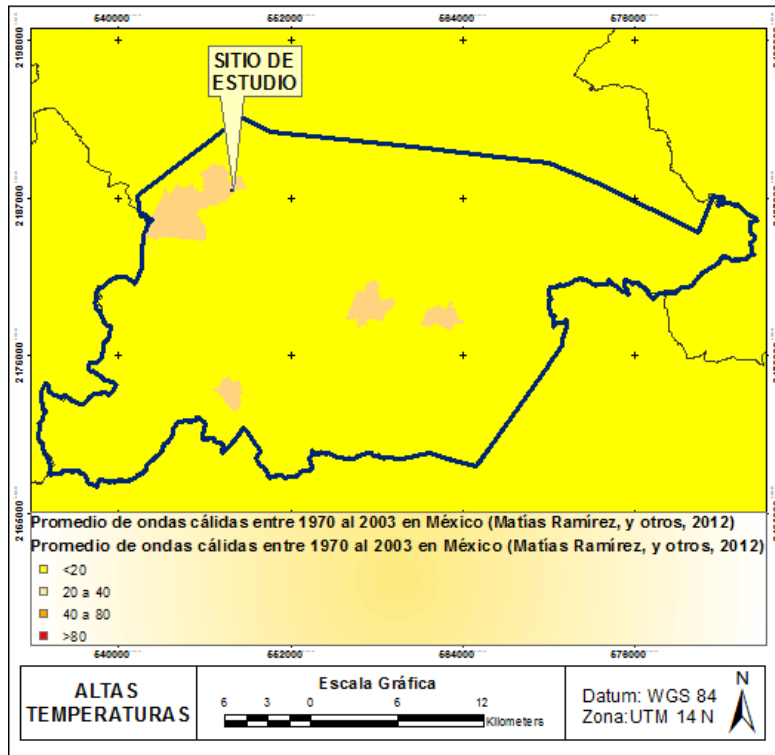 640000 652000 664000 676000
2198000
2187000
2176000
2165000
SITIO DE
ESTUDIO
Promedio de ondas cálidas entre 1970 al 2003 en México (Matías Ramírez, y otros, 2012)
Promedio de ondas cálidas entre 1970 al 2003 en México (Matías Ramírez, y otros, 2012)
<20
20 a 40
40 a 80
>80
640000 652000 664000 676000
ALTAS
TEMPERATURAS
Escala Gráfica
6 3 0 6 12
Kilometers
Datum: WGS 84
Zona:UTM 14 N
N